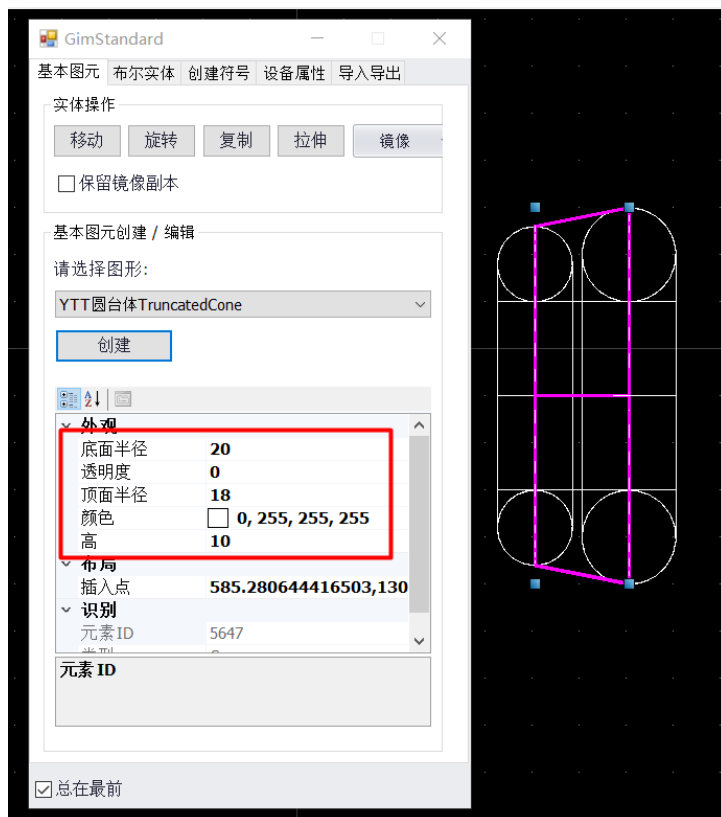 GimStandard
基本图元 布尔实体 创建符号 设备属性 导入导出
实体操作
移动 旋转 复制 拉伸 镜像
保留镜像副本
基本图元创建 / 编辑
请选择图形:
YTT圆台体TruncatedCone
创建
外观
底面半径 20
透明度 0
顶面半径 18
颜色 0, 255, 255, 255
高 10
布局
插入点 585.280644416503,130
识别
元素ID 5647
元素 ID
总在最前